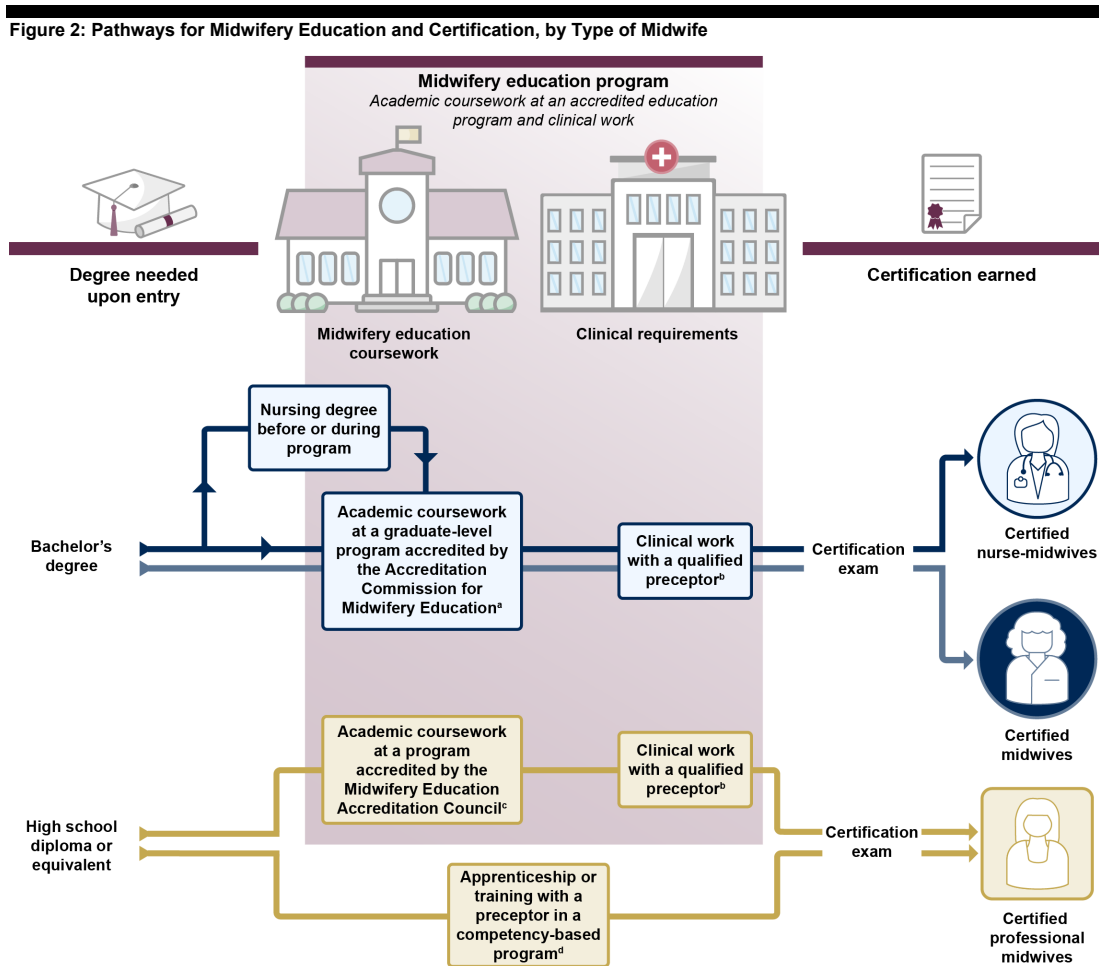 Figure 2: Pathways for Midwifery Education and Certification, by Type of Midwife
Midwifery education program
Academic coursework at an accredited education
program and clinical work
Degree needed
upon entry
Midwifery education
coursework
Clinical requirements
Certification earned
Nursing degree
before or during
program
Bachelor's
degree
Academic coursework
at a graduate-level
program accredited by
the Accreditation
Commission for
Midwifery Educationᵃ
Clinical work
with a qualified
preceptorᵇ
Certification
exam
Certified
nurse-midwives
Certified
midwives
High school
diploma or
equivalent
Academic coursework
at a program
accredited by the
Midwifery Education
Accreditation Councilᶜ
Clinical work
with a qualified
preceptorᵇ
Apprenticeship or
training with a
preceptor in a
competency-based
programᵈ
Certification
exam
Certified
professional
midwives